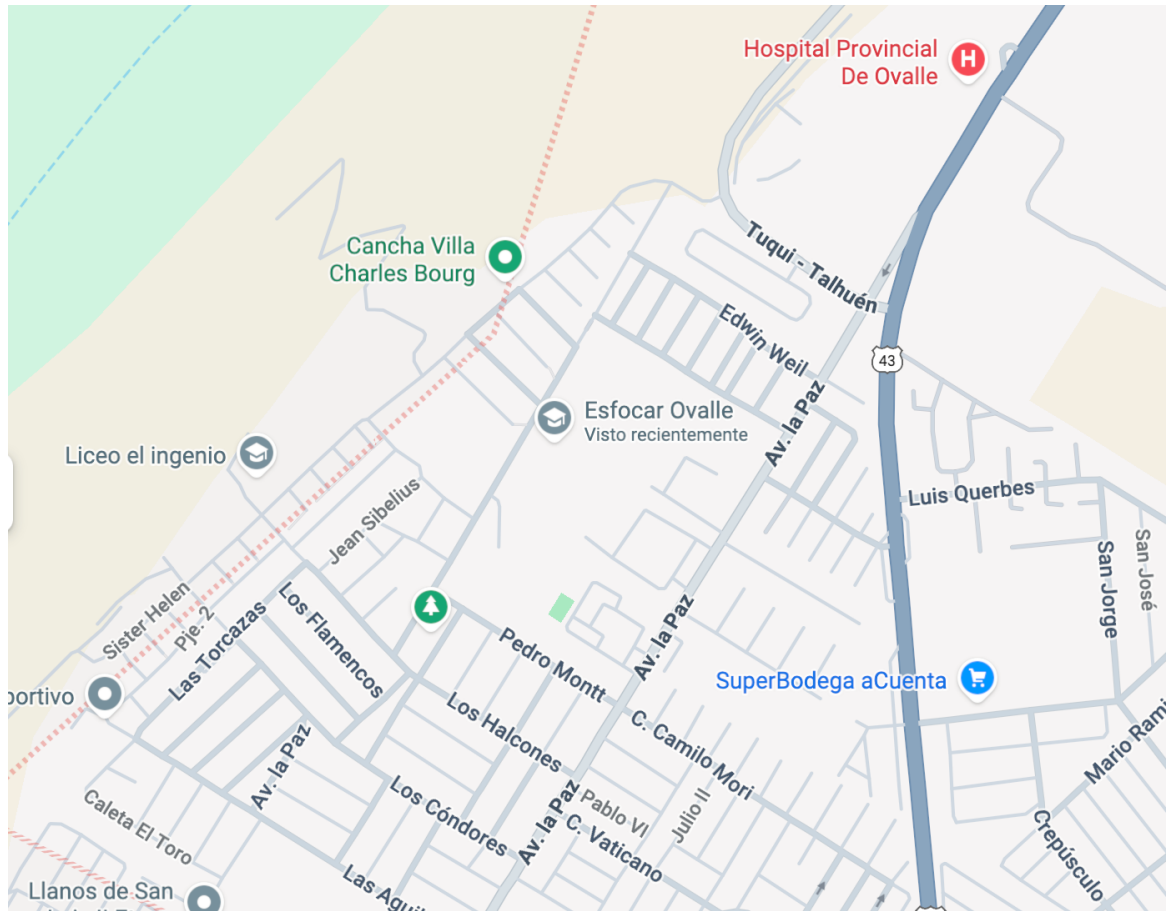 Hospital Provincial
De Ovalle
H
Cancha Villa
Charles Bourg
Tuqui - Talhuén
Edwin Weil
43
Esfocar Ovalle
Visto recientemente
Av. la Paz
Liceo el ingenio
Luis Querbes
Jean Sibelius
San Jorge
San José
Sister Helen
Pje. 2
Las Torcazas
Los Flamencos
Pedro Montt
Av. la Paz
SuperBodega aCuenta
portivo
Los Halcones
C. Camilo Mori
Mario Rami
Av. la Paz
Caleta El Toro
Los Cóndores
Av. la Paz
Pablo VI
Julio II
C. Vaticano
Crepúsculo
Las Aguil
Llanos de San